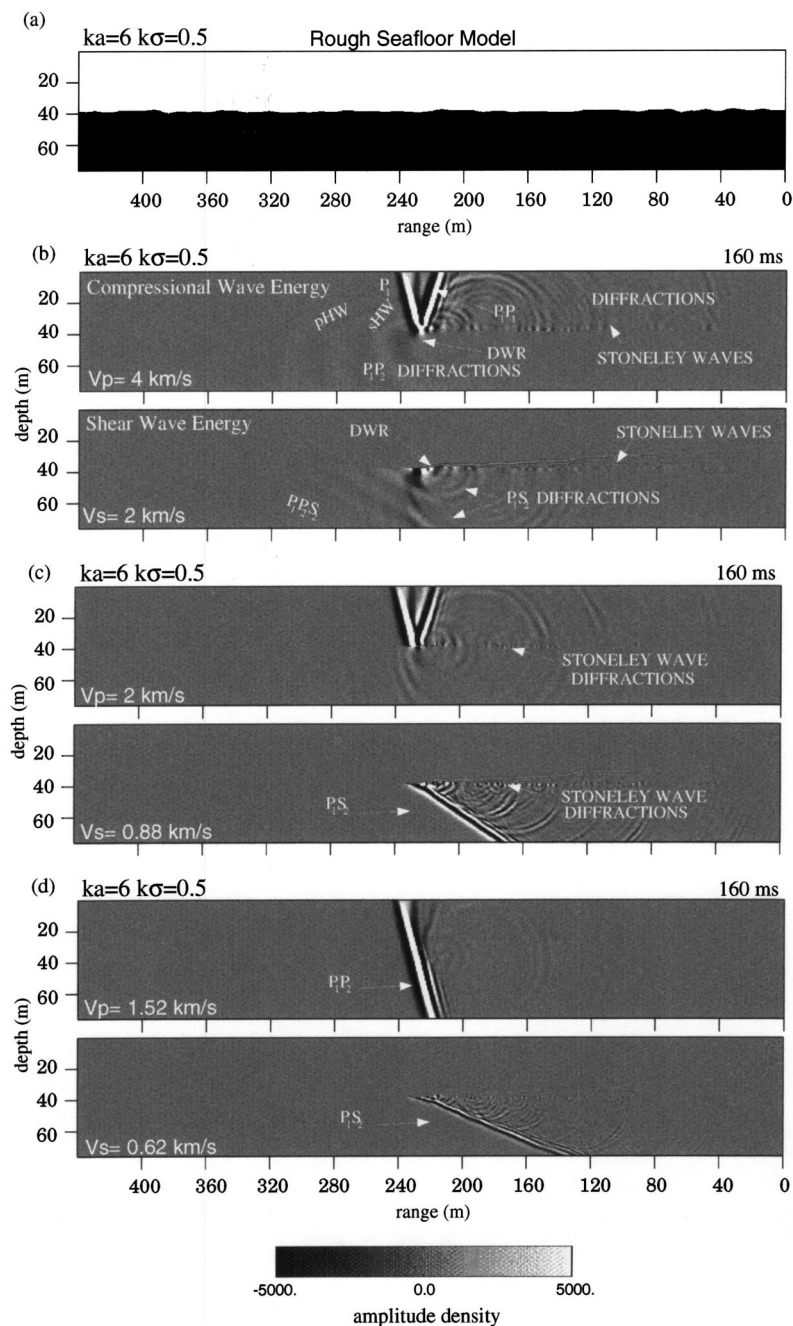 (a)
ka=6 kσ=0.5 Rough Seafloor Model
20
40
60
400 360 320 280 240 200 160 120 80 40 0
range (m)
(b) ka=6 kσ=0.5 160 ms
Compressional Wave Energy
P₁
pHW
sHW
P₁P₁
DIFFRACTIONS
DWR
STONELEY WAVES
P₁P₂ DIFFRACTIONS
Vp= 4 km/s
20
40
60
depth (m)
Shear Wave Energy
DWR
STONELEY WAVES
P₁P₂S₂
P₁S₂ DIFFRACTIONS
Vs= 2 km/s
20
40
60
(c) ka=6 kσ=0.5 160 ms
STONELEY WAVE
DIFFRACTIONS
Vp= 2 km/s
20
40
60
depth (m)
P₁S₂
STONELEY WAVE
DIFFRACTIONS
Vs= 0.88 km/s
20
40
60
(d) ka=6 kσ=0.5 160 ms
P₁P₂
Vp= 1.52 km/s
20
40
60
depth (m)
P₁S₂
Vs= 0.62 km/s
20
40
60
400 360 320 280 240 200 160 120 80 40 0
range (m)
-5000. 0.0 5000.
amplitude density